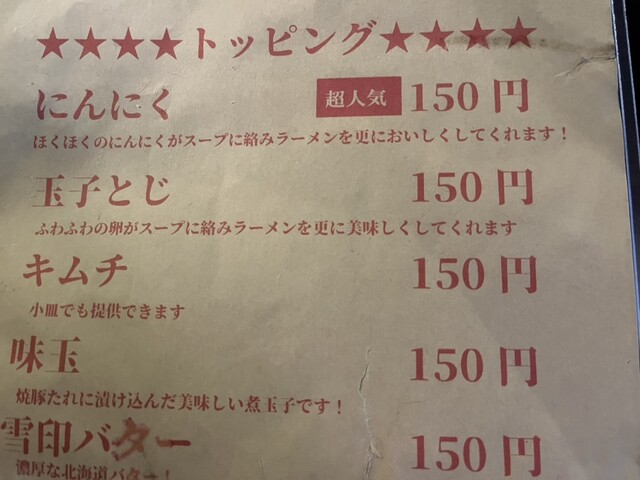 ★★★★トッピング★★★★
にんにく 超人気 150円
ほくほくのにんにくがスープに絡みラーメンを更においしくしてくれます！
玉子とじ 150円
ふわふわの卵がスープに絡みラーメンを更に美味しくしてくれます
キムチ 150円
小皿でも提供できます
味玉 150円
焼豚たれに漬け込んだ美味しい煮玉子です！
雪印バター 150円
濃厚な北海道バター！